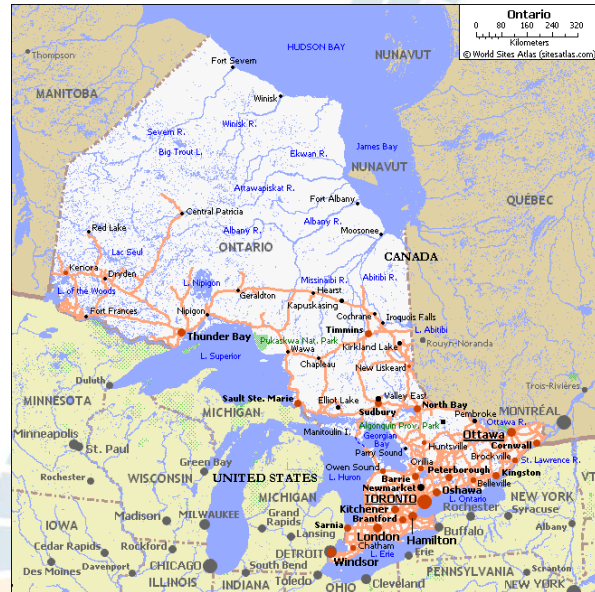 Ontario
0 80 160 240 320
Kilometers
© World Sites Atlas (sitesatlas.com)
HUDSON BAY
NUNAVUT
Thompson
Fort Severn
MANITOBA
Winisk
Winisk R.
Severn R.
James Bay
Big Trout L.
Ekwan R.
NUNAVUT
Attawapiskat R.
QUÉBEC
Fort Albany
Central Patricia
Albany R.
Albany R.
Red Lake
Moosonee
ONTARIO
Lac Seul
CANADA
Kenora
Dryden
L. Nipigon
Missinaibi R.
Abitibi R.
L. of the Woods
Geraldton
Hearst
Kapuskasing
Fort Frances
Nipigon
Cochrane
Iroquois Falls
Thunder Bay
Timmins
L. Abitibi
Pukaskwa Nat. Park
Kirkland Lake
Rouyn-Noranda
Wawa
L. Superior
Chapleau
New Liskeard
Duluth
Trois-Rivières
MINNESOTA
Sault Ste. Marie
Elliot Lake
Valley East
North Bay
MICHIGAN
Sudbury
Pembroke
MONTRÉAL
Algonquin Prov. Park
Ottawa R.
Minneapolis
Manitoulin I.
Georgian
Bay
Ottawa
St. Paul
Huntsville
Cornwall
Parry Sound
Brockville
Green Bay
Owen Sound
Orillia
St. Lawrence R.
Rochester
WISCONSIN
UNITED STATES
L. Huron
Barrie
Peterborough
Kingston
Newmarket
Belleville
MICHIGAN
TORONTO
Oshawa
L. Ontario
NEW YORK
Madison
MILWAUKEE
Grand
Rapids
Kitchener
Rochester
Syracuse
IOWA
Sarnia
Brantford
Buffalo
Albany
Lansing
London
Hamilton
Cedar Rapids
Rockford
DETROIT
Chatham
L. Erie
Erie
Des Moines
Davenport
CHICAGO
South Bend
Windsor
PENNSYLVANIA
Scranton
ILLINOIS
INDIANA
Toledo
OHIO
Cleveland
NEW YORK